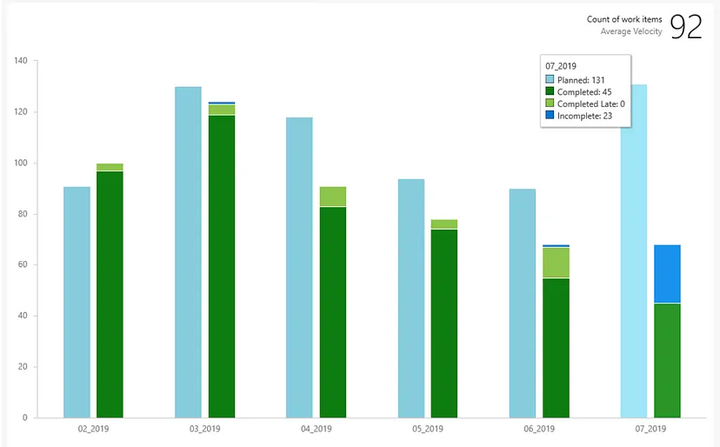 Count of work items
Average Velocity
92
07_2019
Planned: 131
Completed: 45
Completed Late: 0
Incomplete: 23
140
120
100
80
60
40
20
0
02_2019
03_2019
04_2019
05_2019
06_2019
07_2019